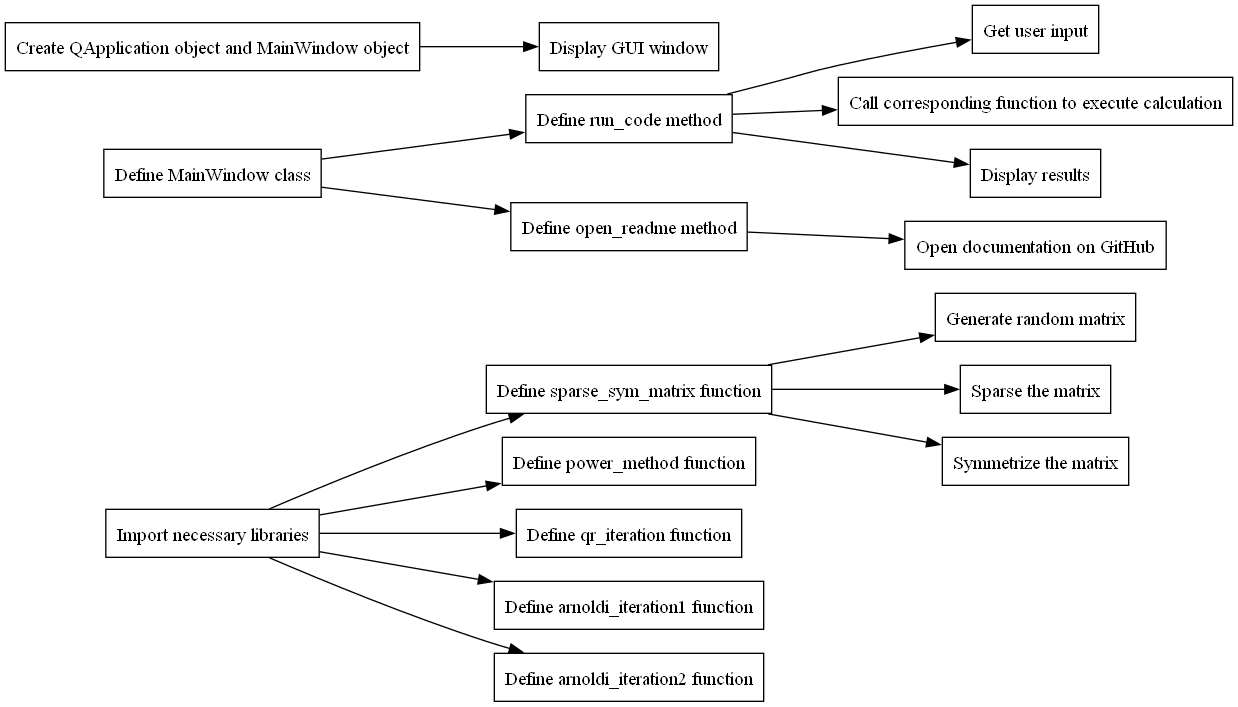 Create QApplication object and MainWindow object
Display GUI window
Define MainWindow class
Define run_code method
Get user input
Call corresponding function to execute calculation
Display results
Define open_readme method
Open documentation on GitHub
Import necessary libraries
Define sparse_sym_matrix function
Generate random matrix
Sparse the matrix
Symmetrize the matrix
Define power_method function
Define qr_iteration function
Define arnoldi_iteration1 function
Define arnoldi_iteration2 function